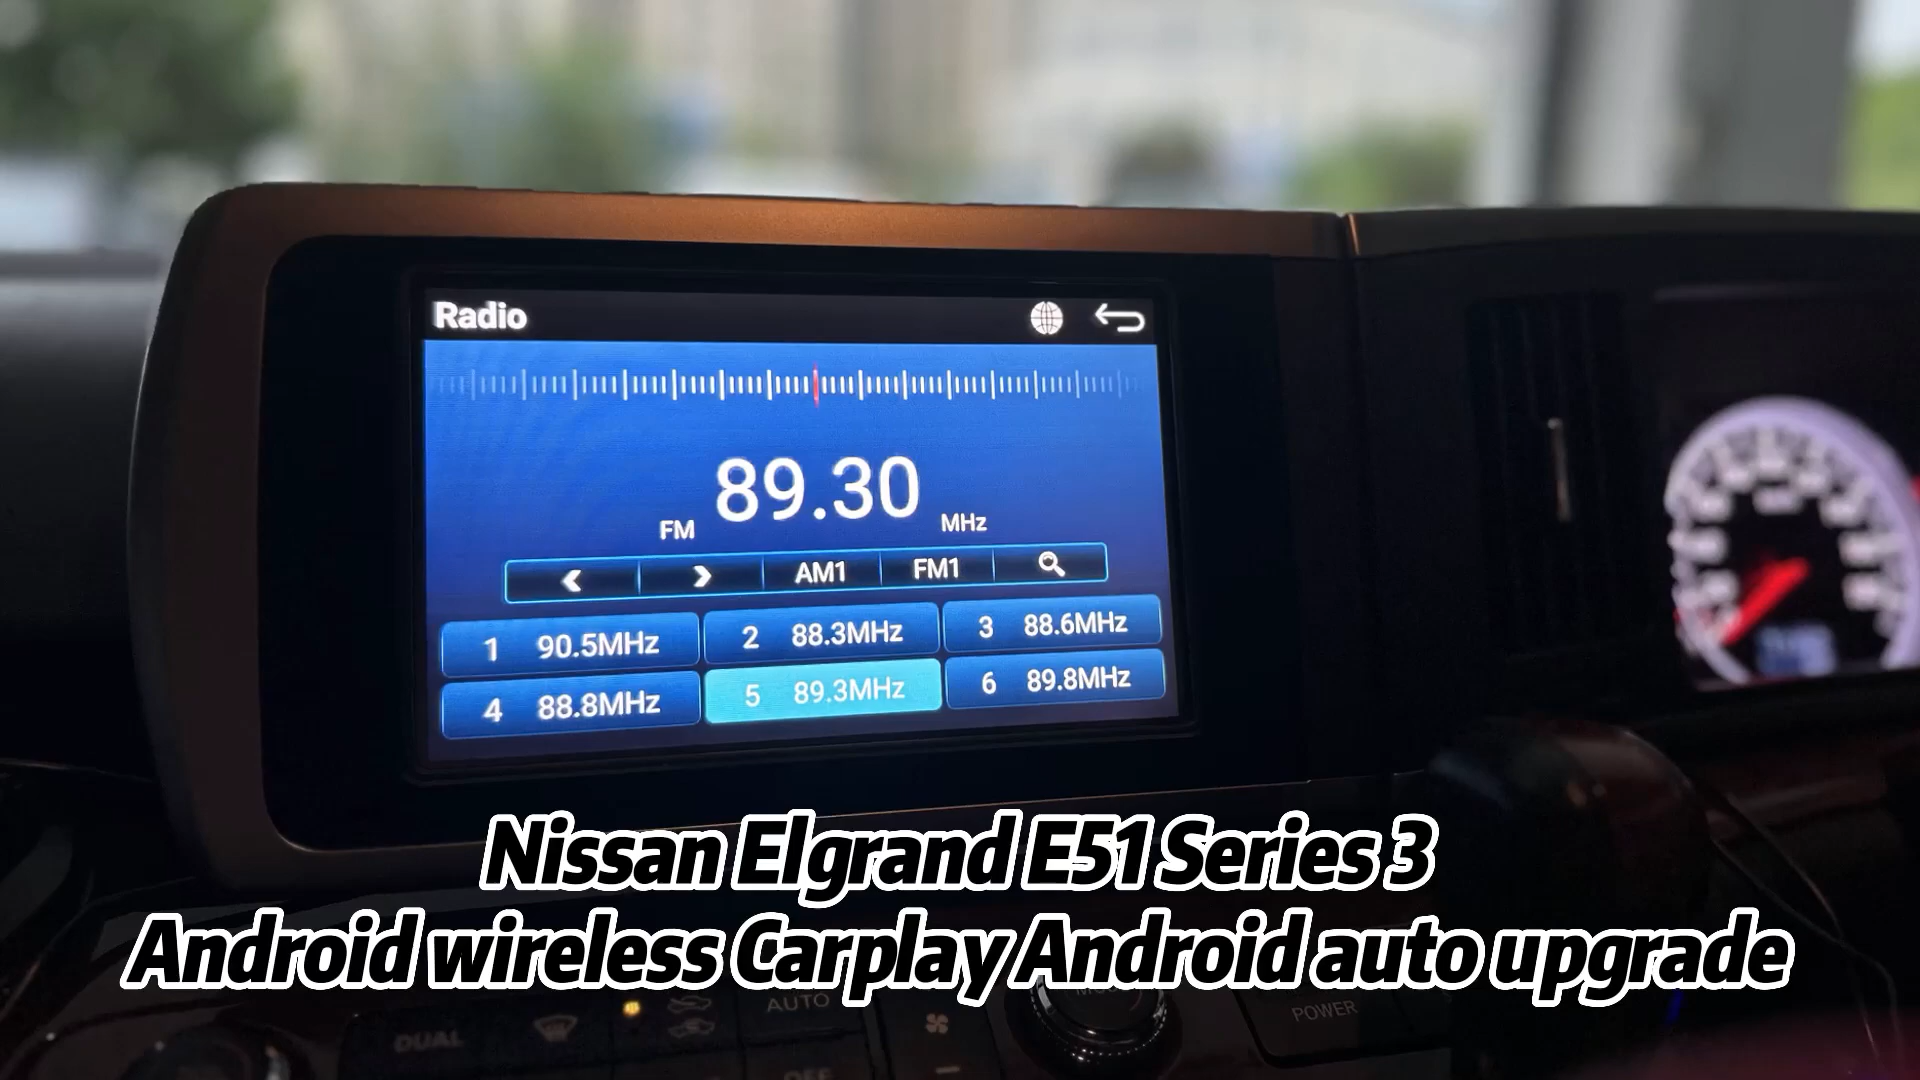 Radio
89.30
FM MHz
AM1 FM1
1 90.5MHz 2 88.3MHz 3 88.6MHz
4 88.8MHz 5 89.3MHz 6 89.8MHz
Nissan Elgrand E51 Series 3
Android wireless Carplay Android auto upgrade
AUTO
DUAL
POWER
OFF